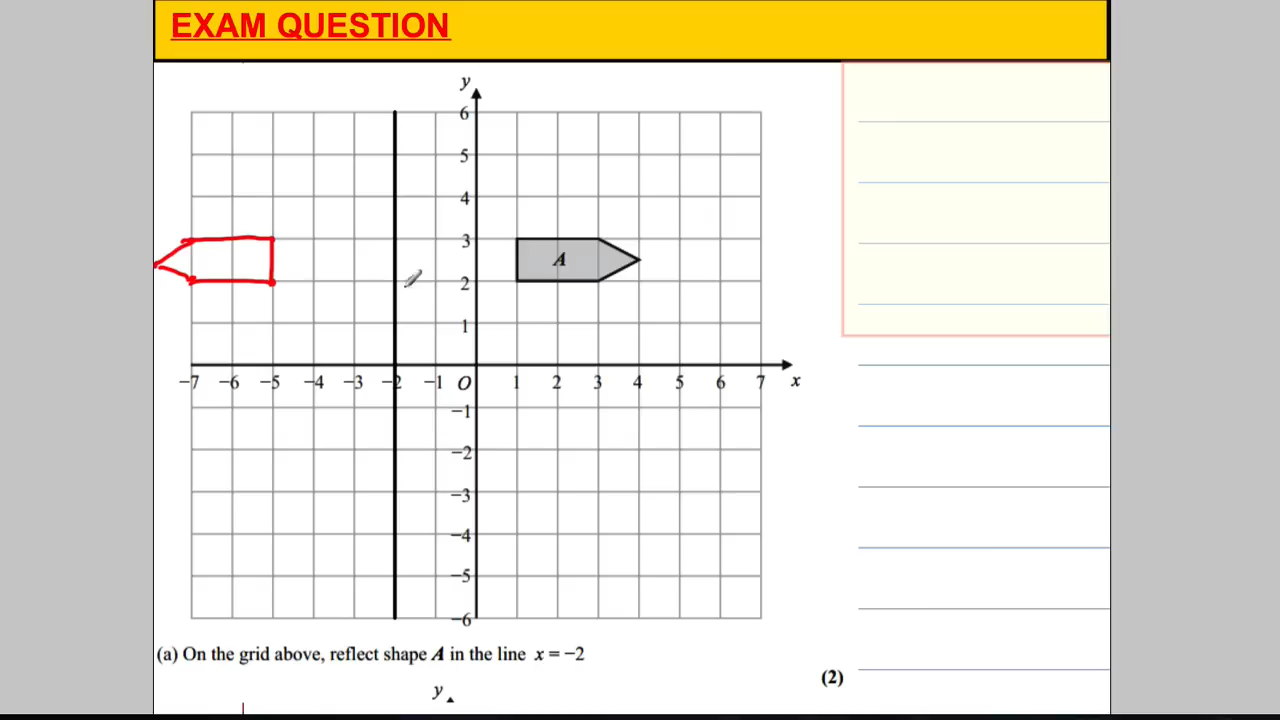 EXAM QUESTION
y
6
5
4
3
A
2
1
−7 −6 −5 −4 −3 −2 −1 O 1 2 3 4 5 6 7 x
−1
−2
−3
−4
−5
−6
(a) On the grid above, reflect shape A in the line x = −2
(2)
y